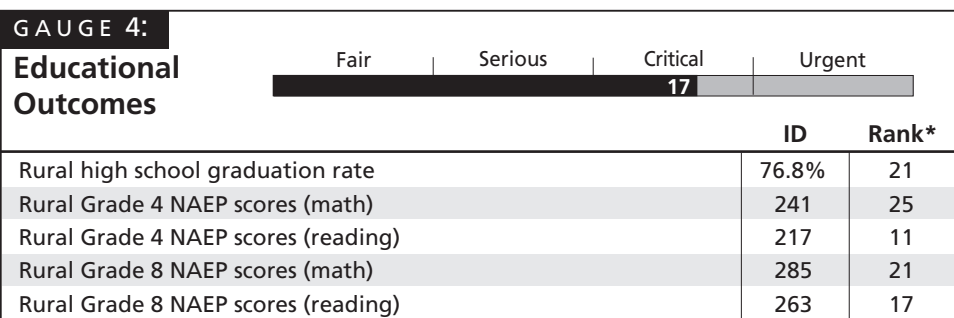 GAUGE 4:
Educational
Outcomes
Fair Serious Critical Urgent
17
ID Rank*
Rural high school graduation rate 76.8% 21
Rural Grade 4 NAEP scores (math) 241 25
Rural Grade 4 NAEP scores (reading) 217 11
Rural Grade 8 NAEP scores (math) 285 21
Rural Grade 8 NAEP scores (reading) 263 17